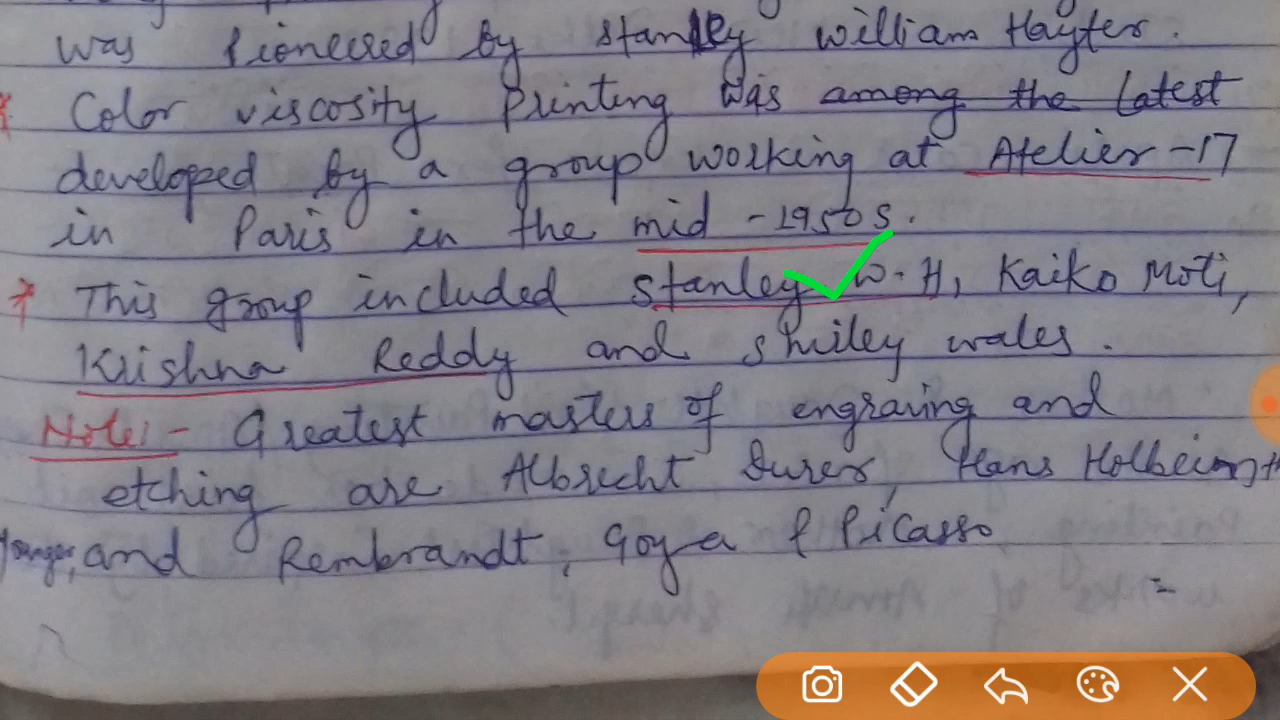 was Pioneered by Stanley William Hayter.
* Color viscosity Printing was among the Latest
developed by a group working at Atelier -17
in Paris in the mid -1950s.
* This group included Stanley W. H, Kaiko Moti,
Krishna Reddy and Shiley wales.
Note:- Greatest masters of engraving and
etching are Albrecht Durer, Hans Holbein,
Younger, and Rembrandt, Goya & Picasso